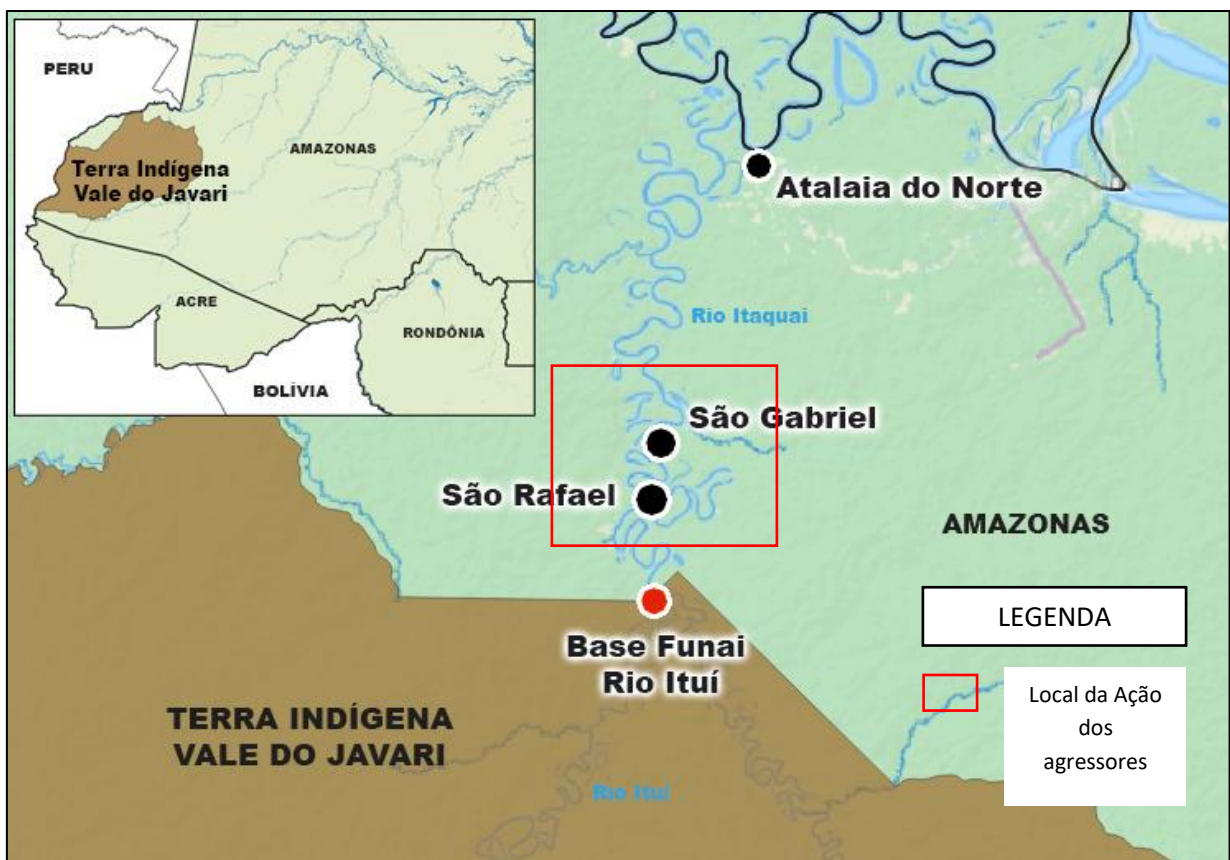 PERU
AMAZONAS
Terra Indígena
Vale do Javari
ACRE
RONDÔNIA
BOLÍVIA
Atalaia do Norte
Rio Itaquai
São Gabriel
São Rafael
AMAZONAS
Base Funai
Rio Ituí
TERRA INDÍGENA
VALE DO JAVARI
Rio Ituí
LEGENDA
Local da Ação
dos
agressores